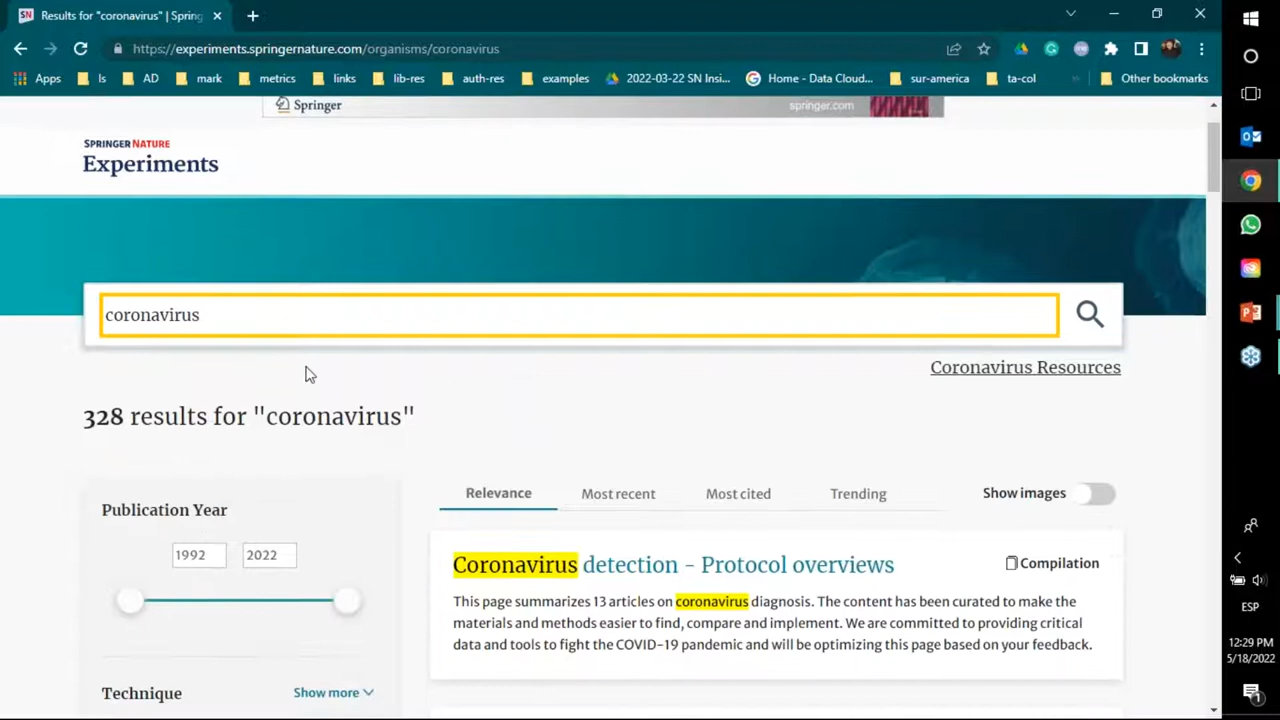 Results for "coronavirus" | Spring
https://experiments.springernature.com/organisms/coronavirus
Apps ls AD mark metrics links lib-res auth-res examples 2022-03-22 SN Insi... Home - Data Cloud... sur-america ta-col » Other bookmarks
Springer springer.com
SPRINGER NATURE
Experiments
coronavirus
Coronavirus Resources
328 results for "coronavirus"
Publication Year
1992 2022
Technique Show more
Relevance Most recent Most cited Trending Show images
Coronavirus detection - Protocol overviews Compilation
This page summarizes 13 articles on coronavirus diagnosis. The content has been curated to make the
materials and methods easier to find, compare and implement. We are committed to providing critical
data and tools to fight the COVID-19 pandemic and will be optimizing this page based on your feedback.
ESP
12:29 PM
5/18/2022
1